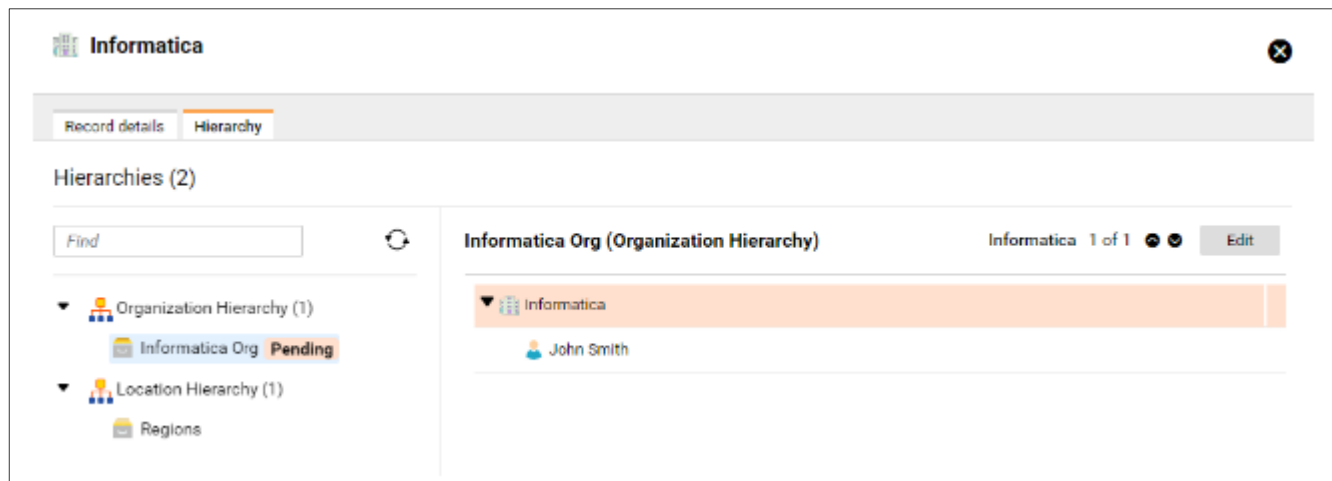 Informatica
Record details Hierarchy
Hierarchies (2)
Find
Organization Hierarchy (1)
Informatica Org Pending
Location Hierarchy (1)
Regions
Informatica Org (Organization Hierarchy) Informatica 1 of 1 Edit
Informatica
John Smith